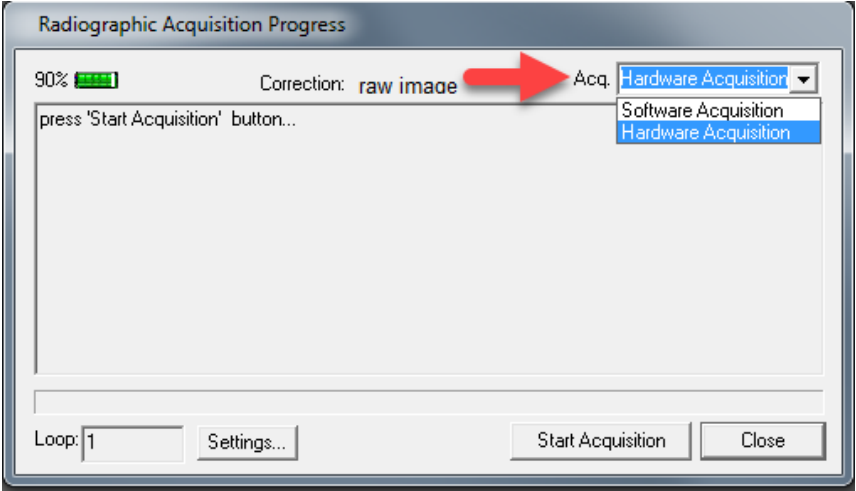 Radiographic Acquisition Progress
90% Correction: raw image Acq. Hardware Acquisition
press 'Start Acquisition' button...
Software Acquisition
Hardware Acquisition
Loop: 1 Settings... Start Acquisition Close